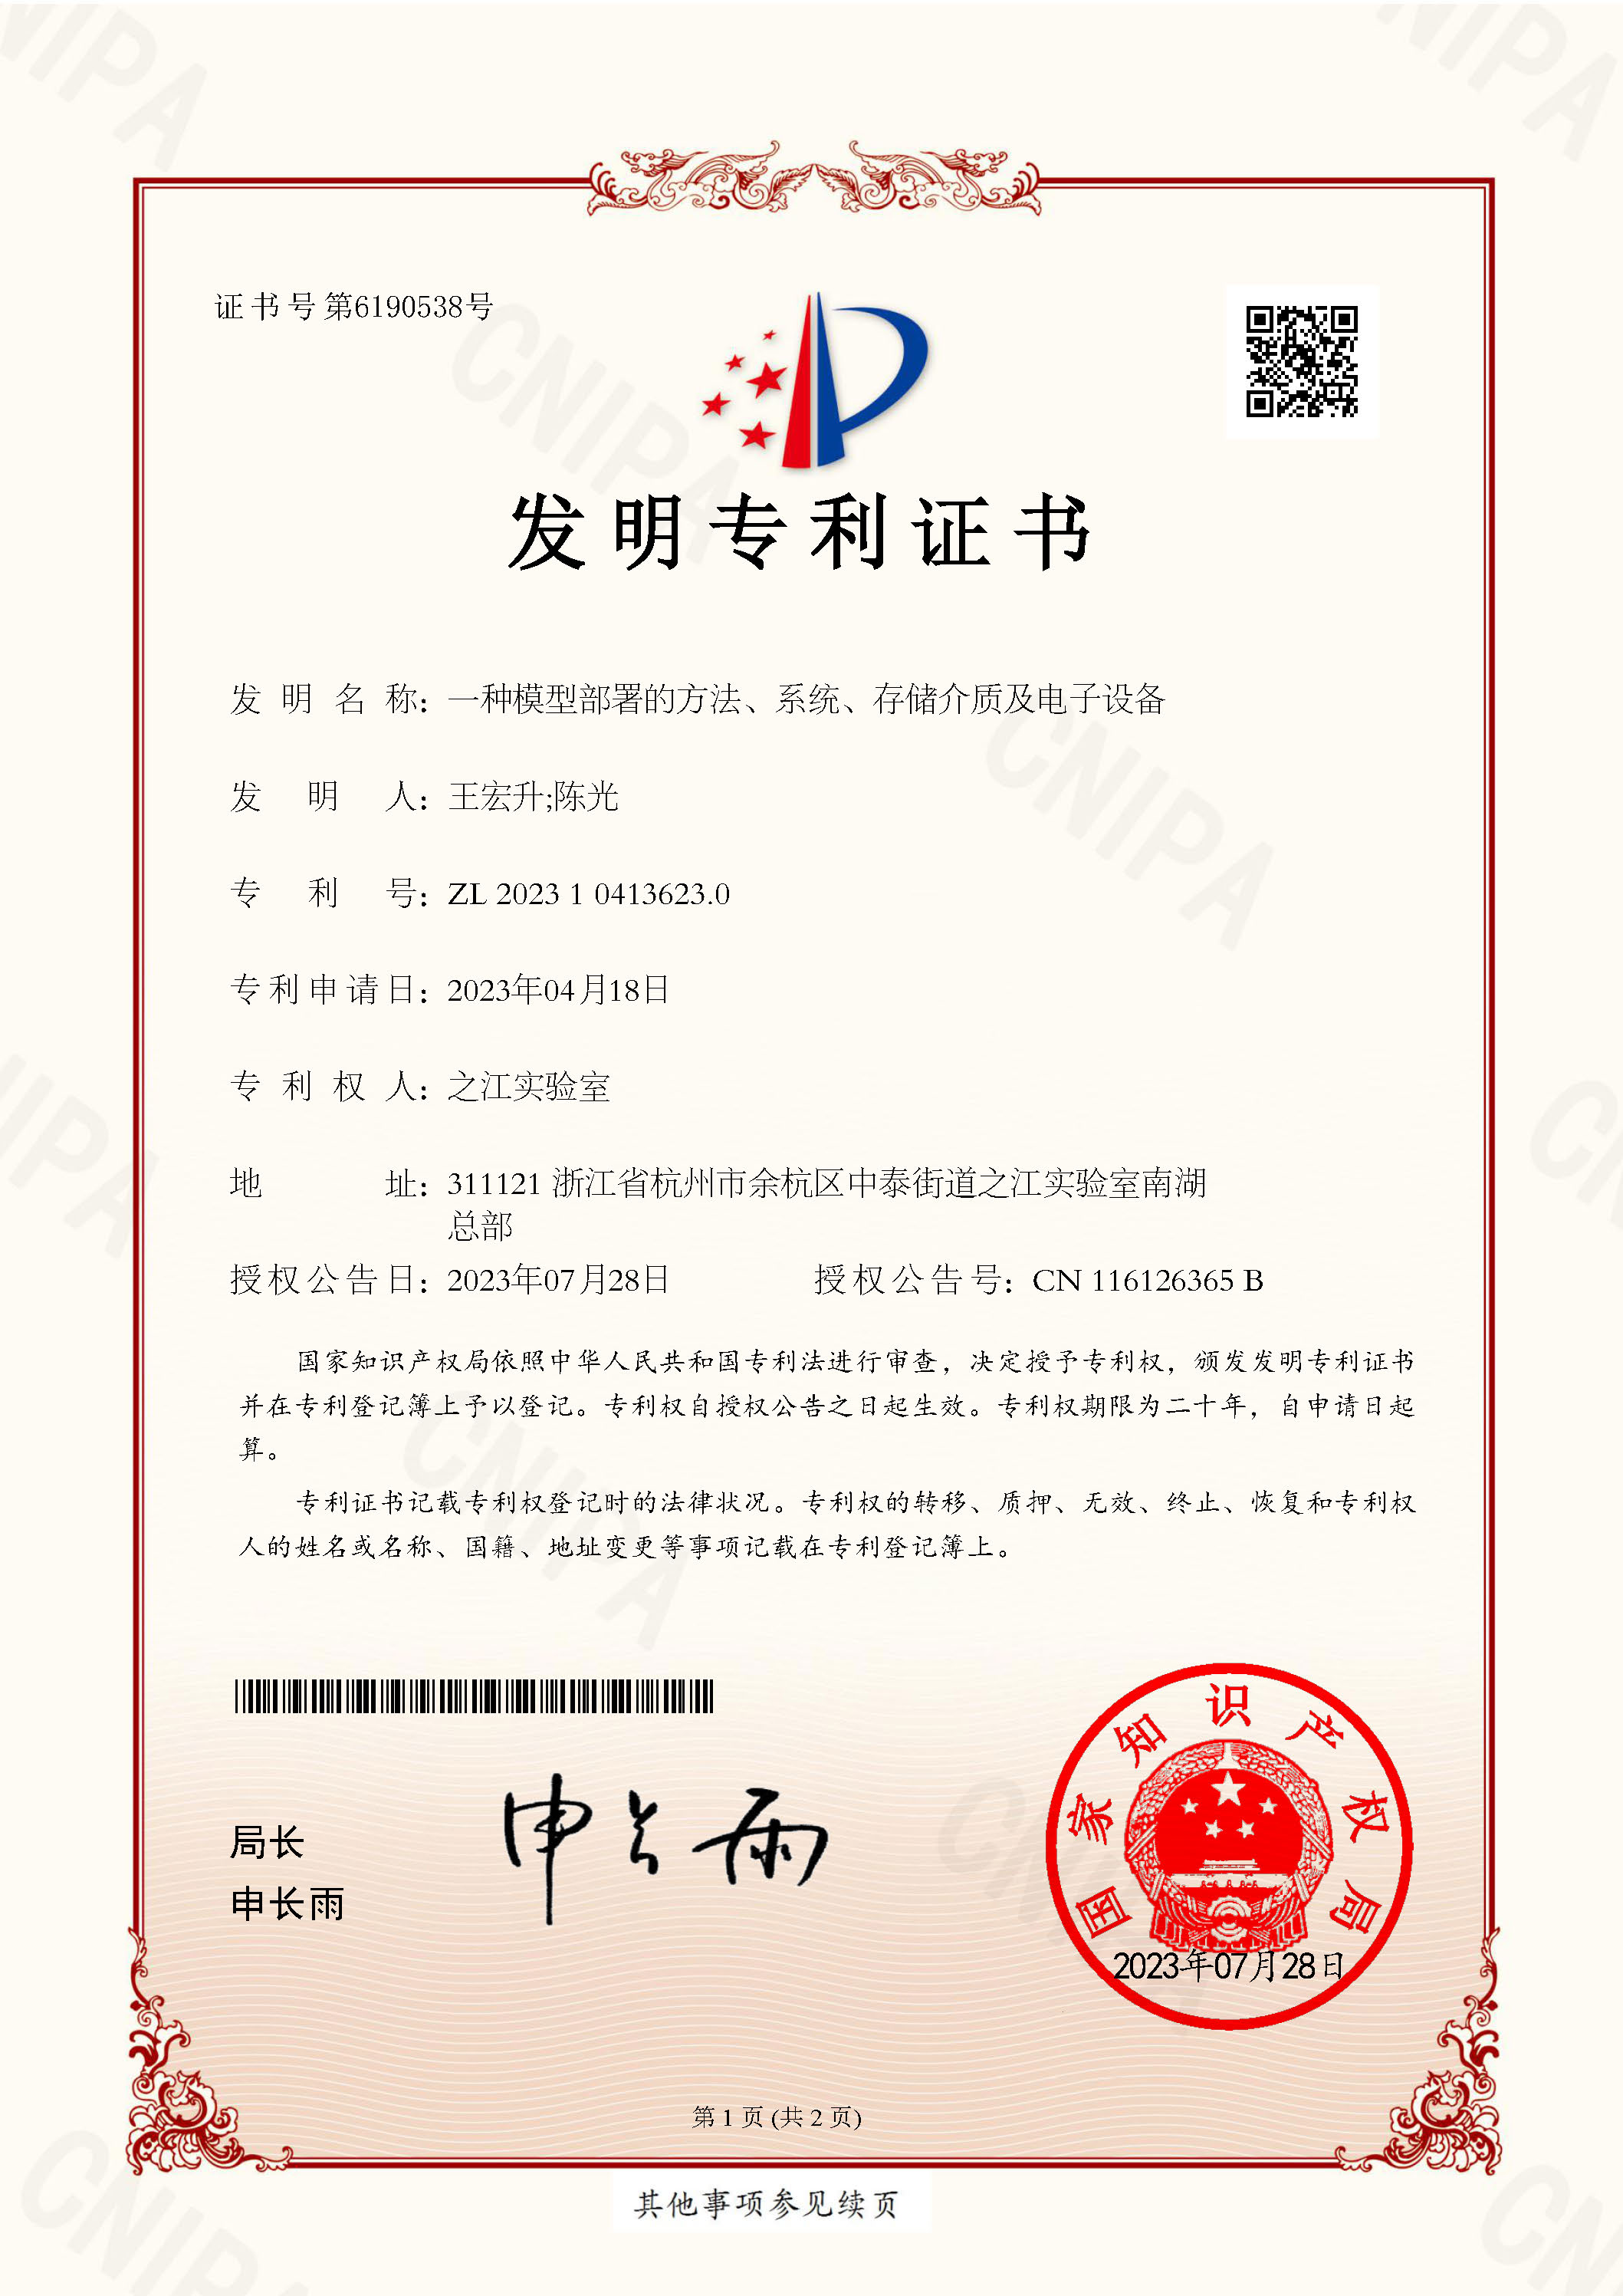 证书号第6190538号
发明专利证书
发明名称：一种模型部署的方法、系统、存储介质及电子设备
发明人：王宏升;陈光
专利号：ZL 2023 1 0413623.0
专利申请日：2023年04月18日
专利权人：之江实验室
地址：311121 浙江省杭州市余杭区中泰街道之江实验室南湖
总部
授权公告日：2023年07月28日 授权公告号：CN 116126365 B
国家知识产权局依照中华人民共和国专利法进行审查，决定授予专利权，颁发发明专利证书
并在专利登记簿上予以登记。专利权自授权公告之日起生效。专利权期限为二十年，自申请日起
算。
专利证书记载专利权登记时的法律状况。专利权的转移、质押、无效、终止、恢复和专利权
人的姓名或名称、国籍、地址变更等事项记载在专利登记簿上。
局长
申长雨
申长雨
国家知识产权局
2023年07月28日
第 1 页 (共 2 页)
其他事项参见续页
CNIPA
CNIPA
CNIPA
CNIPA
CNIPA
CNIPA
CNIPA
CNIPA